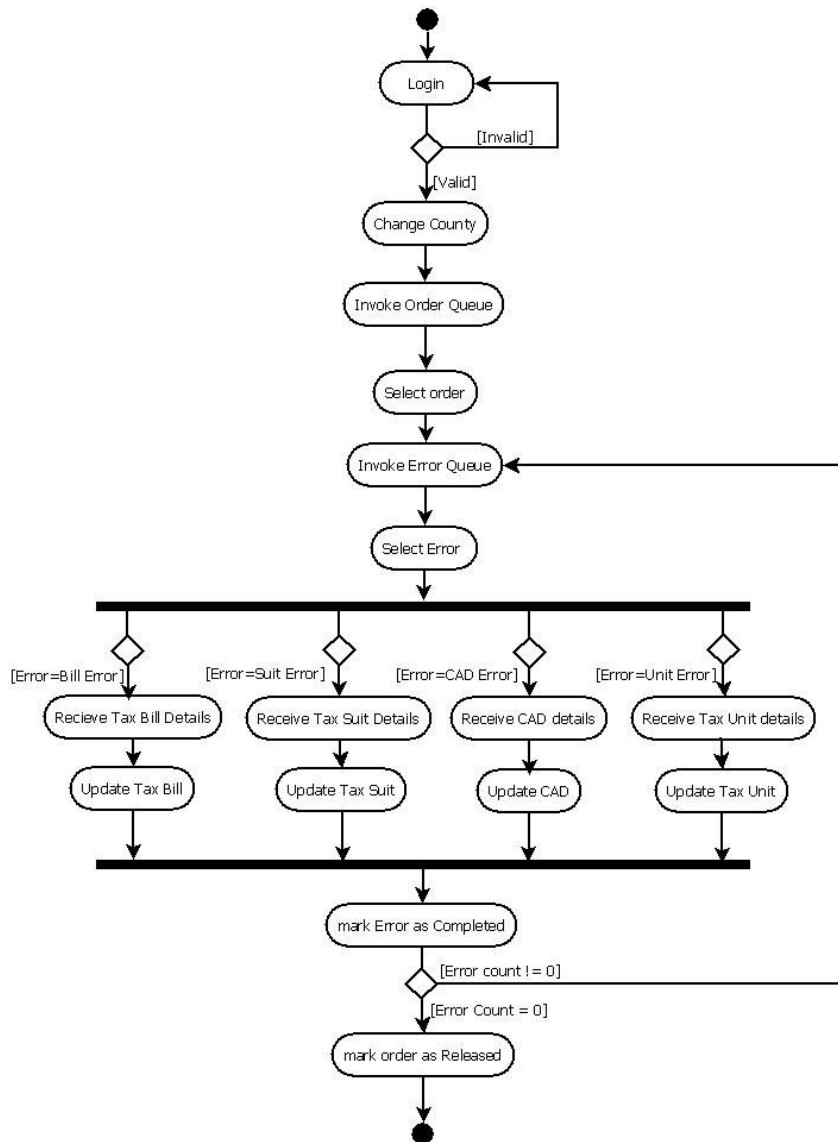 Login
[Invalid]
[Valid]
Change County
Invoke Order Queue
Select order
Invoke Error Queue
Select Error
[Error=Bill Error]
[Error=Suit Error]
[Error=CAD Error]
[Error=Unit Error]
Recieve Tax Bill Details
Receive Tax Suit Details
Receive CAD details
Receive Tax Unit details
Update Tax Bill
Update Tax Suit
Update CAD
Update Tax Unit
mark Error as Completed
[Error count != 0]
[Error Count = 0]
mark order as Released